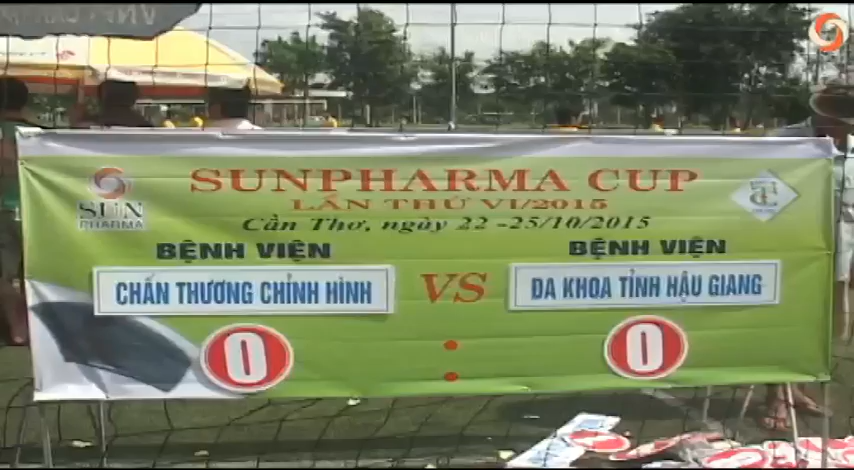 SUNPHARMA CUP
LẦN THỨ VI/2015
Cần Thơ, ngày 22 -25/10/2015
SUN
PHARMA
BỆNH VIỆN
CHẤN THƯƠNG CHỈNH HÌNH
VS
BỆNH VIỆN
ĐA KHOA TỈNH HẬU GIANG
0 : 0